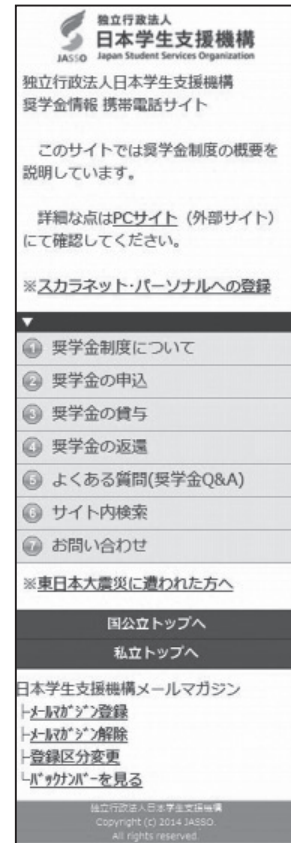 独立行政法人
日本学生支援機構
JASSO Japan Student Services Organization
独立行政法人日本学生支援機構
奨学金情報 携帯電話サイト
このサイトでは奨学金制度の概要を
説明しています。
詳細な点はPCサイト（外部サイト）
にて確認してください。
※スカラネット・パーソナルへの登録
▼
1 奨学金制度について
2 奨学金の申込
3 奨学金の貸与
4 奨学金の返還
5 よくある質問(奨学金Q&A)
6 サイト内検索
7 お問い合わせ
※東日本大震災に遭われた方へ
国公立トップへ
私立トップへ
日本学生支援機構メールマガジン
├ﾒｰﾙﾏｶﾞｼﾞﾝ登録
├ﾒｰﾙﾏｶﾞｼﾞﾝ解除
├登録区分変更
└ﾊﾞｯｸﾅﾝﾊﾞｰを見る
独立行政法人日本学生支援機構
Copyright (c) 2014 JASSO.
All rights reserved.